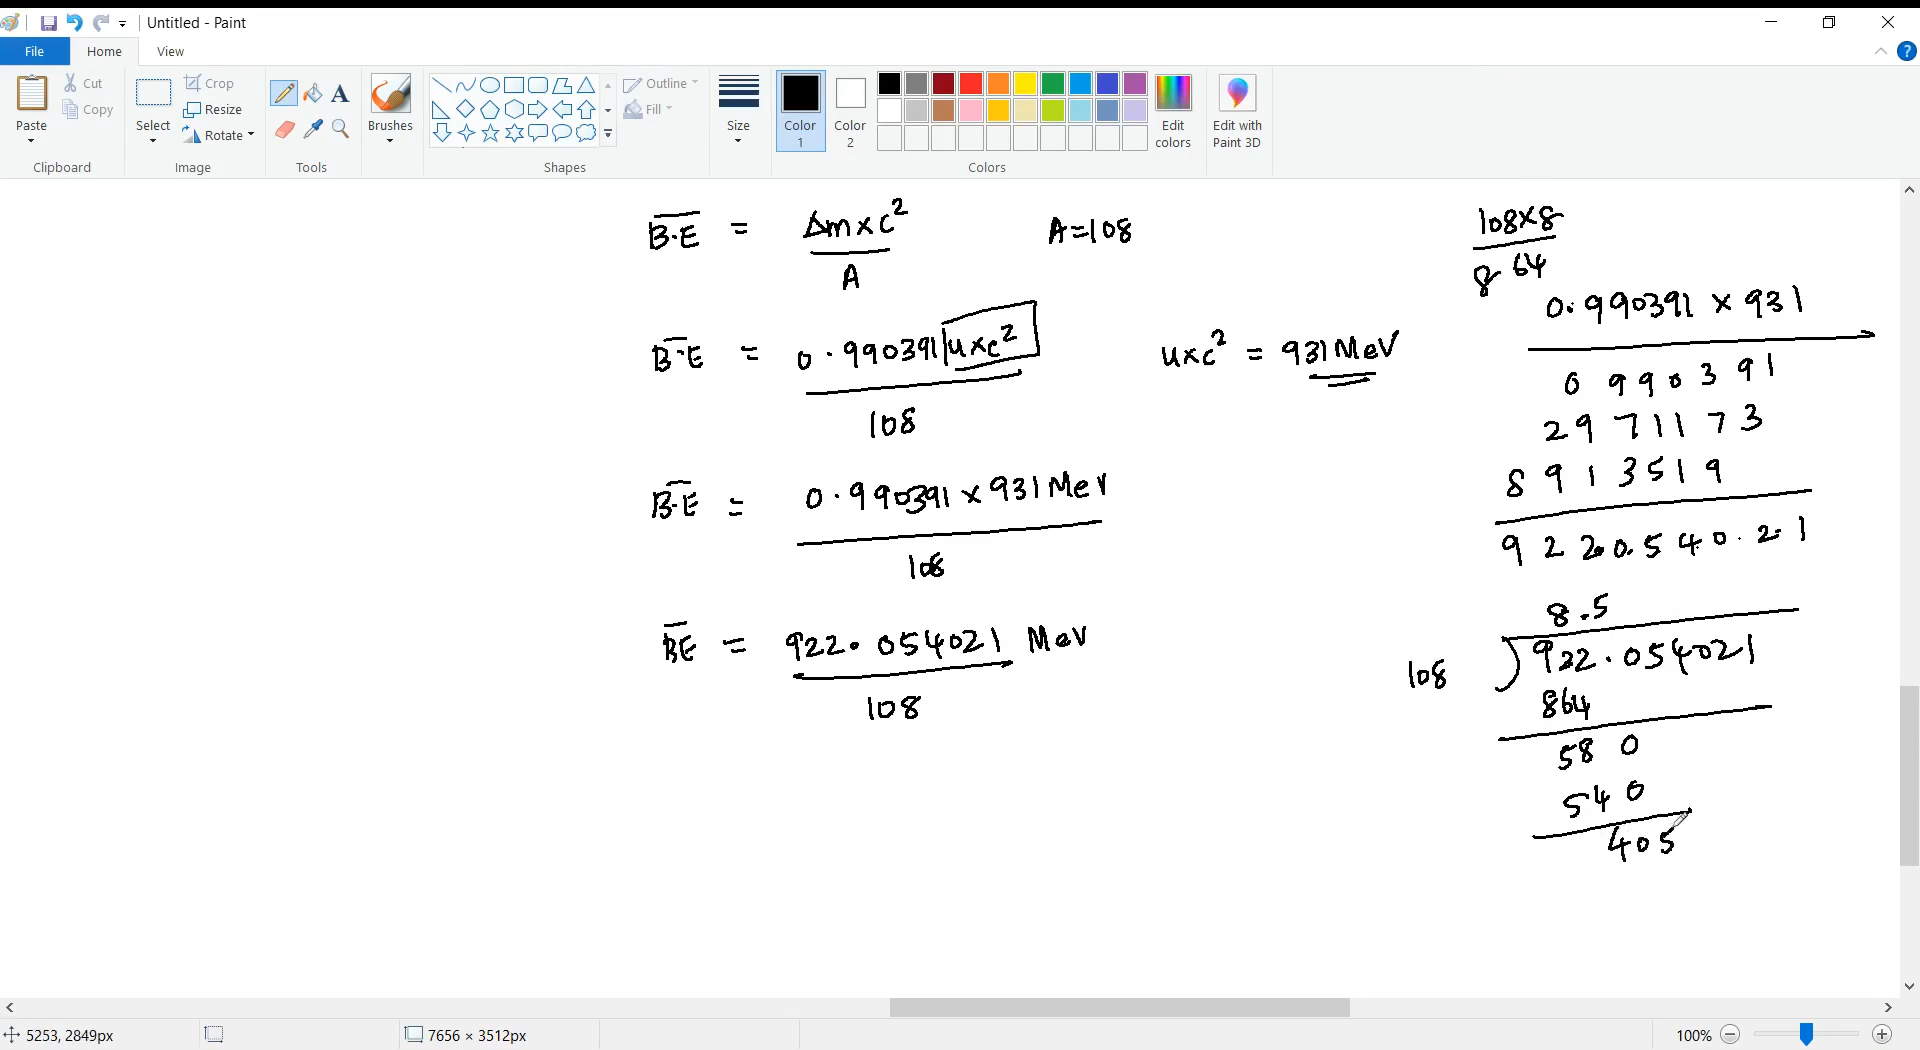 Untitled - Paint
File Home View
Paste Cut Copy Clipboard
Select Crop Resize Rotate Image
Tools
Brushes
Outline Fill Shapes
Size
Color 1 Color 2 Edit colors Colors
Edit with Paint 3D
B.E = Δm×c² / A
A=108
B.E = 0.990391 u×c² / 108
u×c² = 931 MeV
B.E = 0.990391 × 931 MeV / 108
BE = 922.054021 MeV / 108
108×8
8 64
0.990391 × 931
0 9 9 0 3 9 1
2 9 7 1 1 7 3
8 9 1 3 5 1 9
9 2 2.0.5 4 0.2.1
8.5
108 ) 922.054021
864
58 0
54 0
405
5253, 2849px 7656 × 3512px 100%